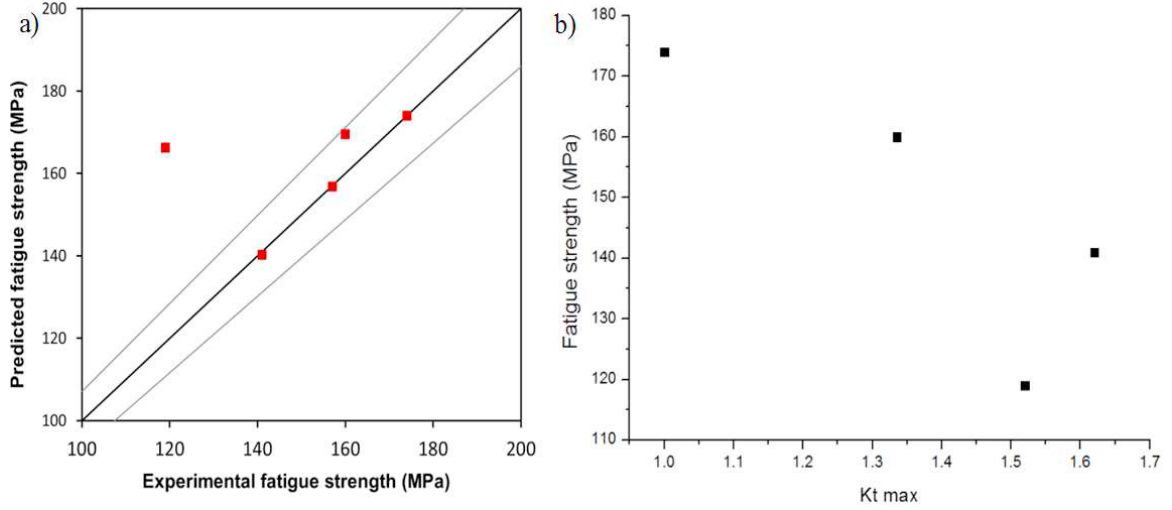 a)
Predicted fatigue strength (MPa)
200
180
160
140
120
100
100 120 140 160 180 200
Experimental fatigue strength (MPa)
b)
Fatigue strength (MPa)
180
170
160
150
140
130
120
110
1.0 1.1 1.2 1.3 1.4 1.5 1.6 1.7
Kt max